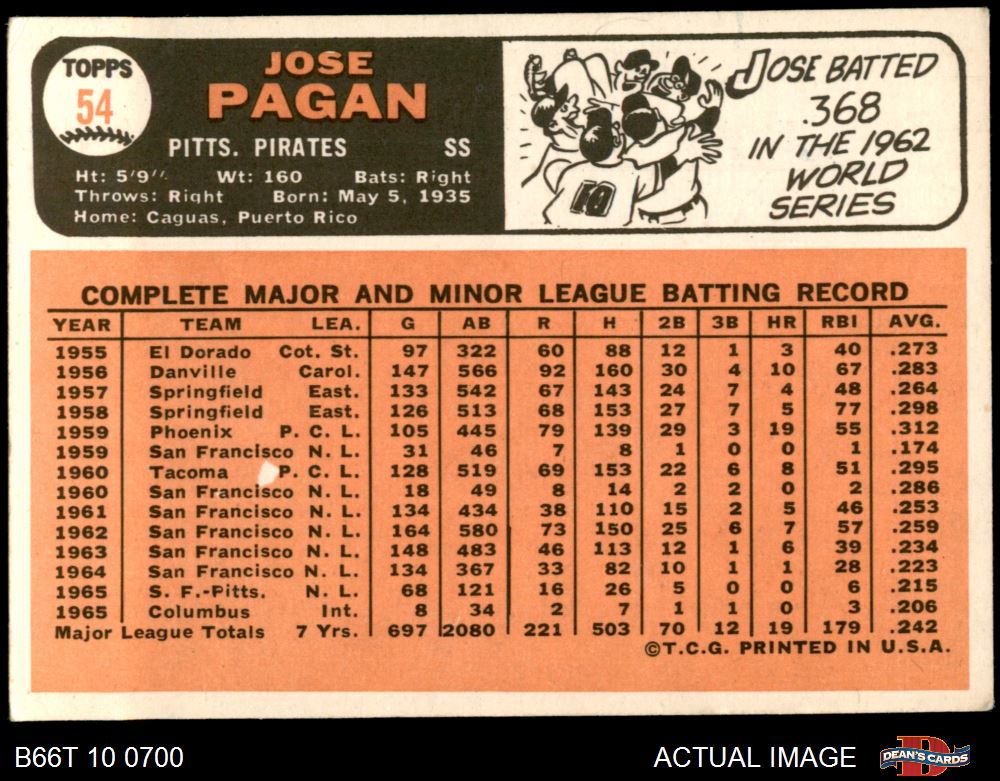 TOPPS
54
JOSE
PAGAN
PITTS. PIRATES SS
Ht: 5'9" Wt: 160 Bats: Right
Throws: Right Born: May 5, 1935
Home: Caguas, Puerto Rico
JOSE BATTED
.368
IN THE 1962
WORLD
SERIES
COMPLETE MAJOR AND MINOR LEAGUE BATTING RECORD
YEAR TEAM LEA. G AB R H 2B 3B HR RBI AVG.
1955 El Dorado Cot. St. 97 322 60 88 12 1 3 40 .273
1956 Danville Carol. 147 566 92 160 30 4 10 67 .283
1957 Springfield East. 133 542 67 143 24 7 4 48 .264
1958 Springfield East. 126 513 68 153 27 7 5 77 .298
1959 Phoenix P. C. L. 105 445 79 139 29 3 19 55 .312
1959 San Francisco N. L. 31 46 7 8 1 0 0 1 .174
1960 Tacoma P. C. L. 128 519 69 153 22 6 8 51 .295
1960 San Francisco N. L. 18 49 8 14 2 2 0 2 .286
1961 San Francisco N. L. 134 434 38 110 15 2 5 46 .253
1962 San Francisco N. L. 164 580 73 150 25 6 7 57 .259
1963 San Francisco N. L. 148 483 46 113 12 1 6 39 .234
1964 San Francisco N. L. 134 367 33 82 10 1 1 28 .223
1965 S. F.-Pitts. N. L. 68 121 16 26 5 0 0 6 .215
1965 Columbus Int. 8 34 2 7 1 1 0 3 .206
Major League Totals 7 Yrs. 697 2080 221 503 70 12 19 179 .242
©T.C.G. PRINTED IN U.S.A.
B66T 10 0700 ACTUAL IMAGE DEAN'S CARDS